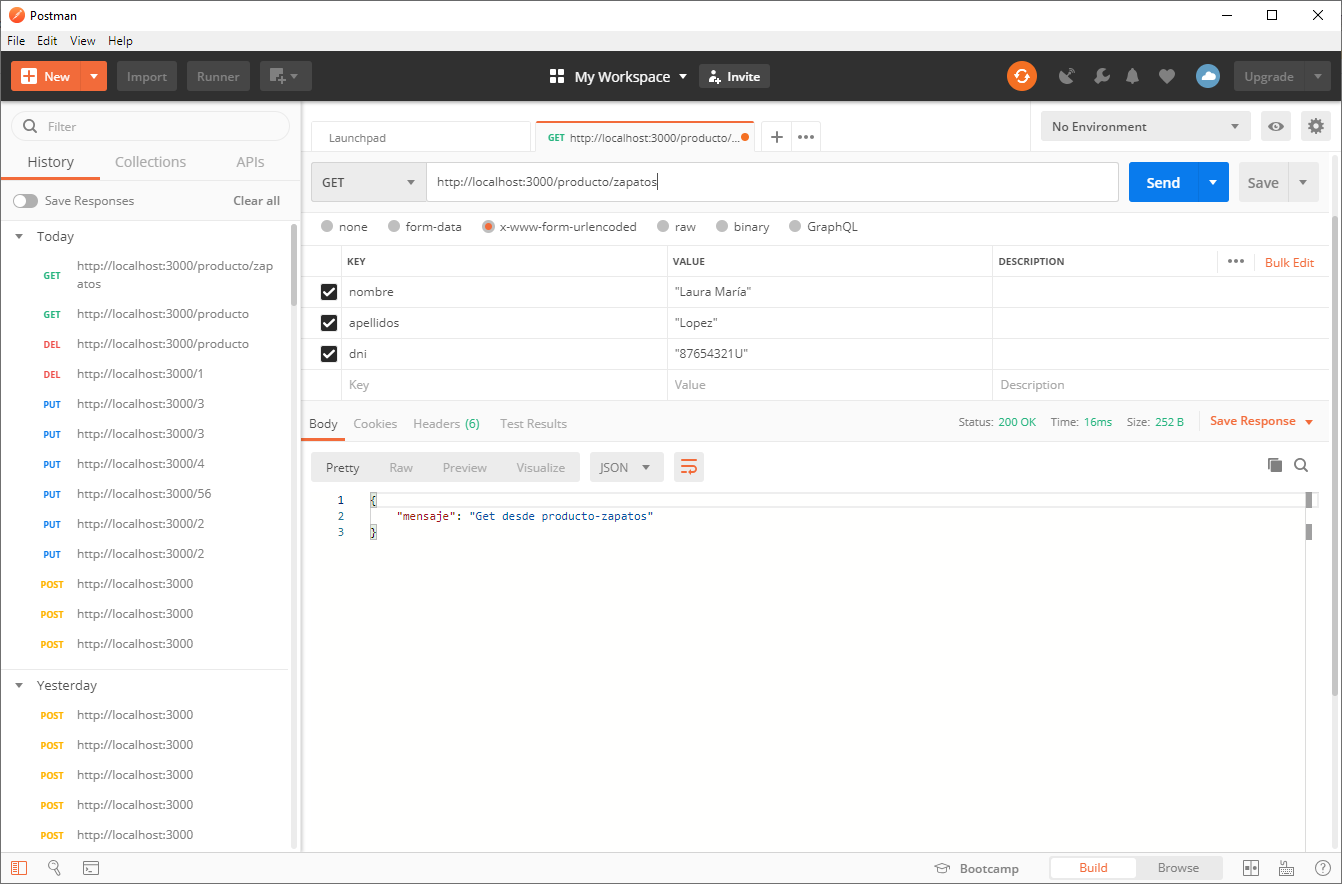 Postman
File Edit View Help
New Import Runner My Workspace Invite Upgrade
Filter
History Collections APIs
Save Responses Clear all
Today
GET http://localhost:3000/producto/zap
atos
GET http://localhost:3000/producto
DEL http://localhost:3000/producto
DEL http://localhost:3000/1
PUT http://localhost:3000/3
PUT http://localhost:3000/3
PUT http://localhost:3000/4
PUT http://localhost:3000/56
PUT http://localhost:3000/2
PUT http://localhost:3000/2
POST http://localhost:3000
POST http://localhost:3000
POST http://localhost:3000
Yesterday
POST http://localhost:3000
POST http://localhost:3000
POST http://localhost:3000
POST http://localhost:3000
POST http://localhost:3000
Launchpad GET http://localhost:3000/producto/... No Environment
GET http://localhost:3000/producto/zapatos Send Save
none form-data x-www-form-urlencoded raw binary GraphQL
KEY VALUE DESCRIPTION ••• Bulk Edit
nombre "Laura María"
apellidos "Lopez"
dni "87654321U"
Key Value Description
Body Cookies Headers (6) Test Results Status: 200 OK Time: 16ms Size: 252 B Save Response
Pretty Raw Preview Visualize JSON
1 {
2 "mensaje": "Get desde producto-zapatos"
3 }
Bootcamp Build Browse